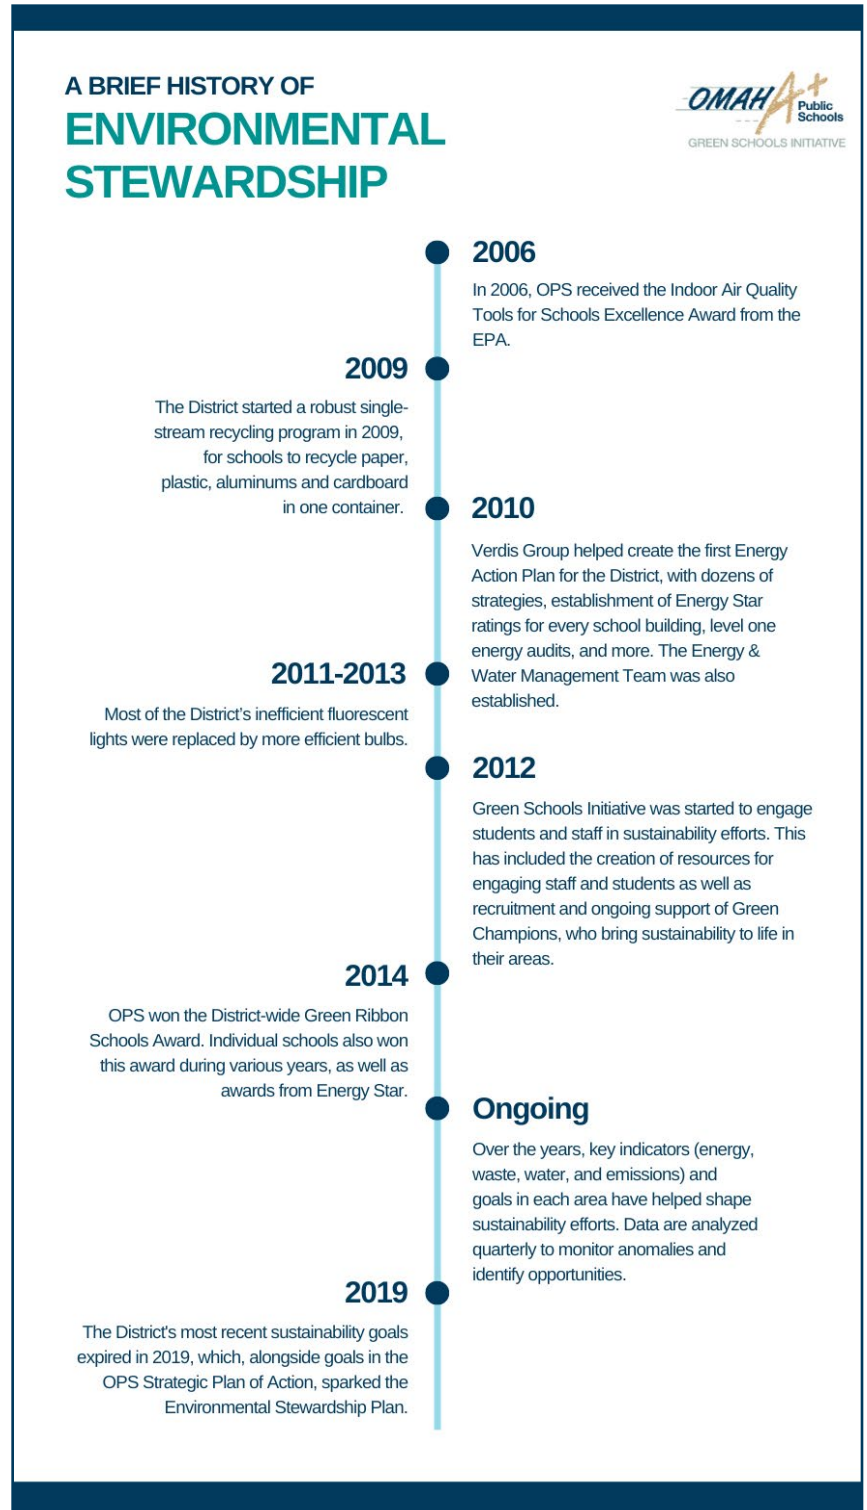 A BRIEF HISTORY OF
ENVIRONMENTAL
STEWARDSHIP
OMAHA+
Public
Schools
GREEN SCHOOLS INITIATIVE
2006
In 2006, OPS received the Indoor Air Quality
Tools for Schools Excellence Award from the
EPA.
2009
The District started a robust single-
stream recycling program in 2009,
for schools to recycle paper,
plastic, aluminums and cardboard
in one container.
2010
Verdis Group helped create the first Energy
Action Plan for the District, with dozens of
strategies, establishment of Energy Star
ratings for every school building, level one
energy audits, and more. The Energy &
Water Management Team was also
established.
2011-2013
Most of the District’s inefficient fluorescent
lights were replaced by more efficient bulbs.
2012
Green Schools Initiative was started to engage
students and staff in sustainability efforts. This
has included the creation of resources for
engaging staff and students as well as
recruitment and ongoing support of Green
Champions, who bring sustainability to life in
their areas.
2014
OPS won the District-wide Green Ribbon
Schools Award. Individual schools also won
this award during various years, as well as
awards from Energy Star.
Ongoing
Over the years, key indicators (energy,
waste, water, and emissions) and
goals in each area have helped shape
sustainability efforts. Data are analyzed
quarterly to monitor anomalies and
identify opportunities.
2019
The District's most recent sustainability goals
expired in 2019, which, alongside goals in the
OPS Strategic Plan of Action, sparked the
Environmental Stewardship Plan.